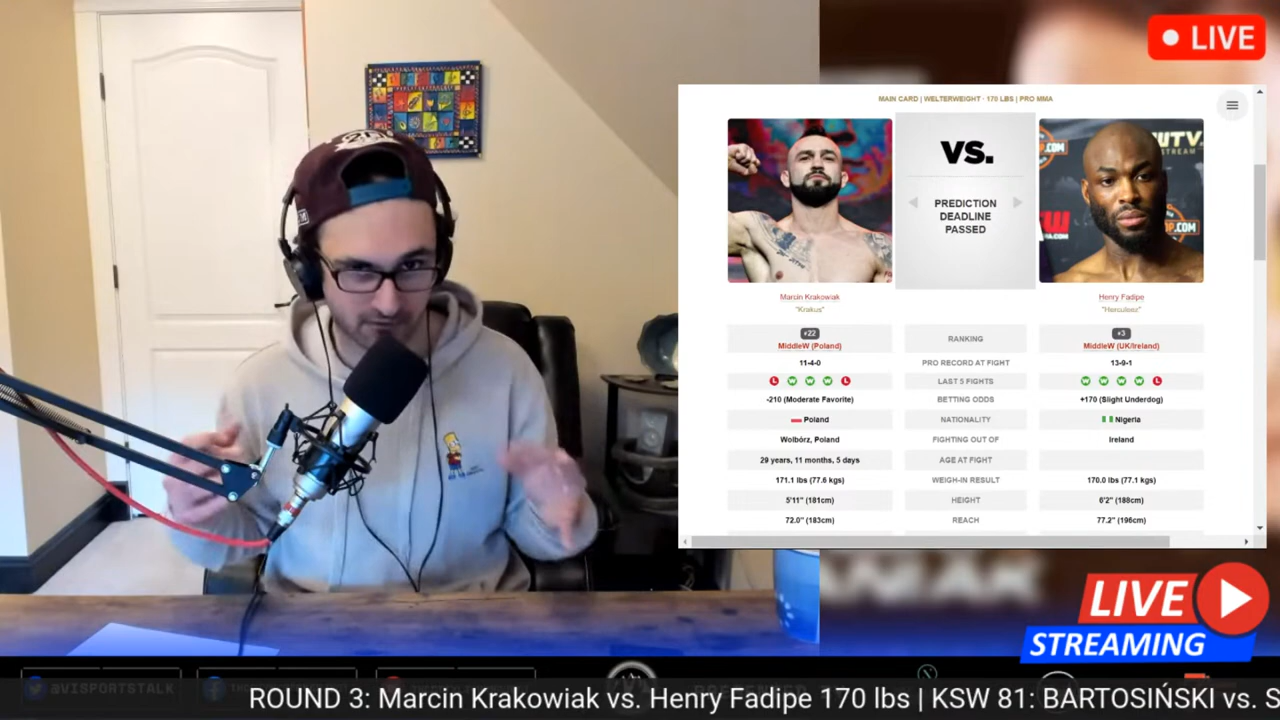 LIVE
MAIN CARD | WELTERWEIGHT · 170 LBS | PRO MMA
VS.
PREDICTION
DEADLINE
PASSED
Marcin Krakowiak
"Krakus"
Henry Fadipe
"Herculeez"
#22
MiddleW (Poland)
RANKING
#3
MiddleW (UK/Ireland)
11-4-0
PRO RECORD AT FIGHT
13-9-1
L W W W L
LAST 5 FIGHTS
W W W W L
-210 (Moderate Favorite)
BETTING ODDS
+170 (Slight Underdog)
Poland
NATIONALITY
Nigeria
Wolbórz, Poland
FIGHTING OUT OF
Ireland
29 years, 11 months, 5 days
AGE AT FIGHT
171.1 lbs (77.6 kgs)
WEIGH-IN RESULT
170.0 lbs (77.1 kgs)
5'11" (181cm)
HEIGHT
6'2" (188cm)
72.0" (183cm)
REACH
77.2" (196cm)
LIVE
STREAMING
@VISPORTSTALK
ROUND 3: Marcin Krakowiak vs. Henry Fadipe 170 lbs | KSW 81: BARTOSIŃSKI vs. S